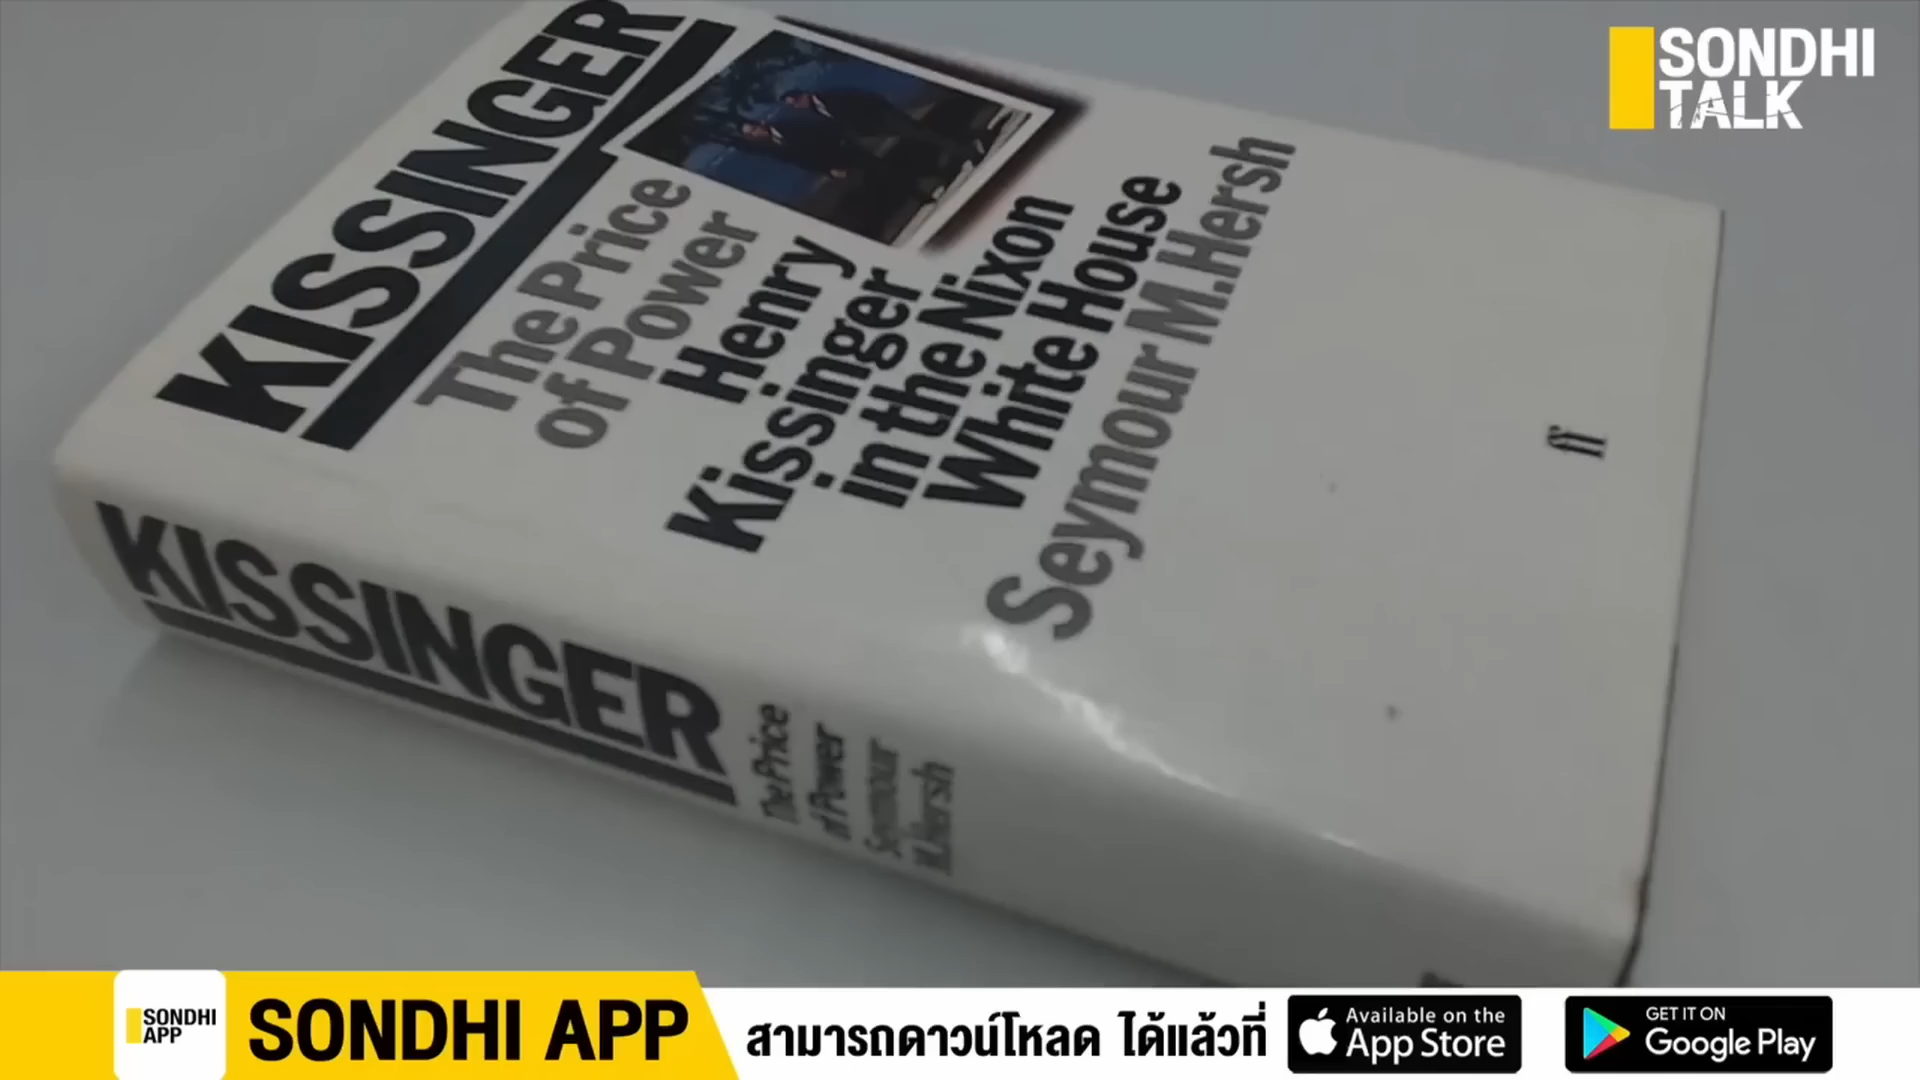 SONDHI
TALK
KISSINGER
The Price
of Power
Henry
Kissinger
in the Nixon
White House
Seymour M.Hersh
ff
KISSINGER
The Price
of Power
Seymour
M.Hersh
SONDHI
APP
SONDHI APP
สามารถดาวน์โหลด ได้แล้วที่
Available on the
App Store
GET IT ON
Google Play